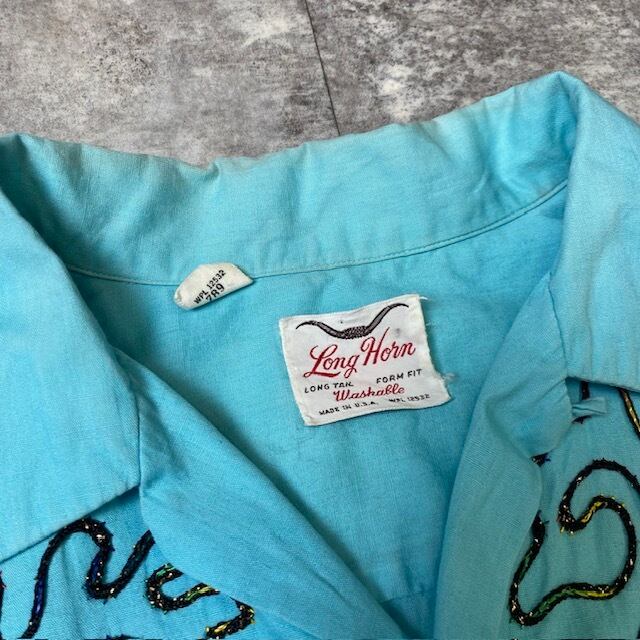 WPL 12532
7R9
Long Horn
LONG TAIL FORM FIT
Washable
MADE IN U.S.A. WPL 12532